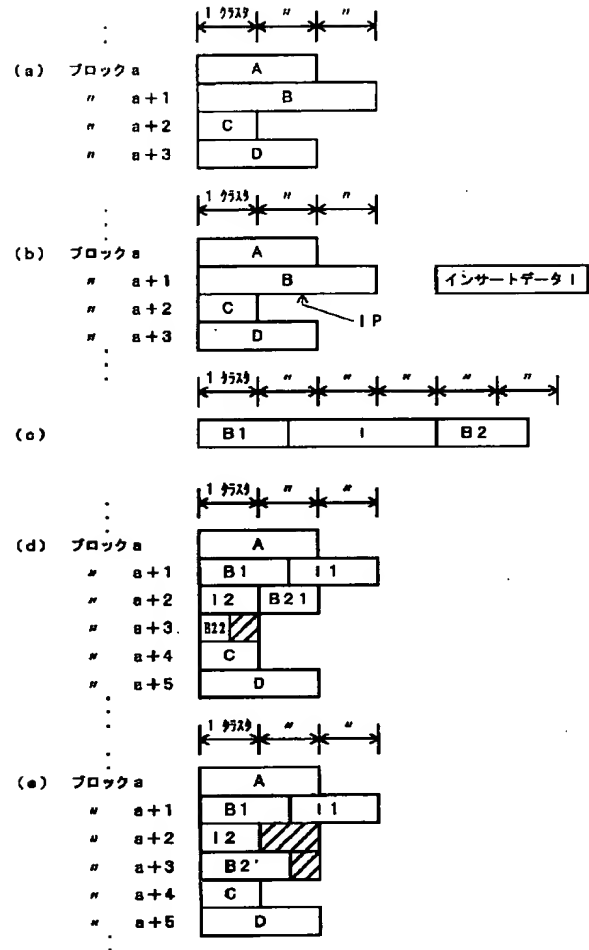 1 クラスタ 〃 〃
(a) ブロック a A
〃 a+1 B
〃 a+2 C
〃 a+3 D
1 クラスタ 〃 〃
(b) ブロック a A
〃 a+1 B インサートデータ I
〃 a+2 C IP
〃 a+3 D
1 クラスタ 〃 〃 〃 〃 〃
(c) B1 I B2
1 クラスタ 〃 〃
(d) ブロック a A
〃 a+1 B1 I1
〃 a+2 I2 B21
〃 a+3 B22
〃 a+4 C
〃 a+5 D
1 クラスタ 〃 〃
(e) ブロック a A
〃 a+1 B1 I1
〃 a+2 I2
〃 a+3 B2'
〃 a+4 C
〃 a+5 D